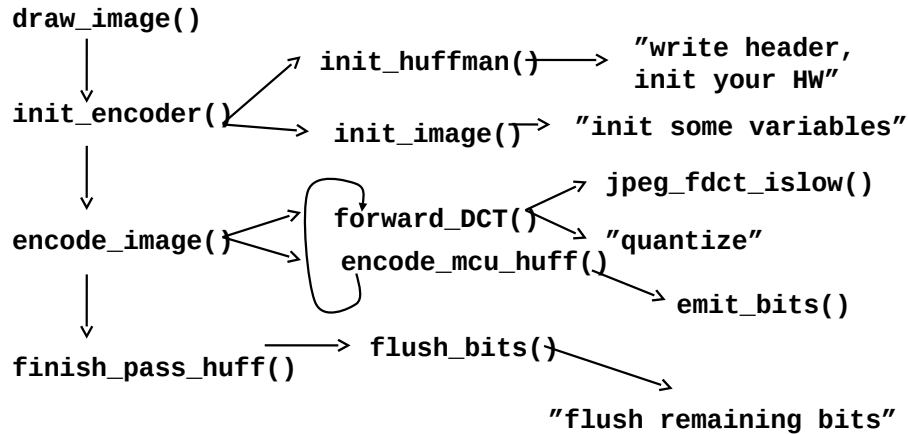 draw_image()
init_huffman()
”write header,
init your HW”
init_encoder()
init_image()
”init some variables”
jpeg_fdct_islow()
forward_DCT()
encode_image()
”quantize”
encode_mcu_huff()
emit_bits()
flush_bits()
finish_pass_huff()
”flush remaining bits”